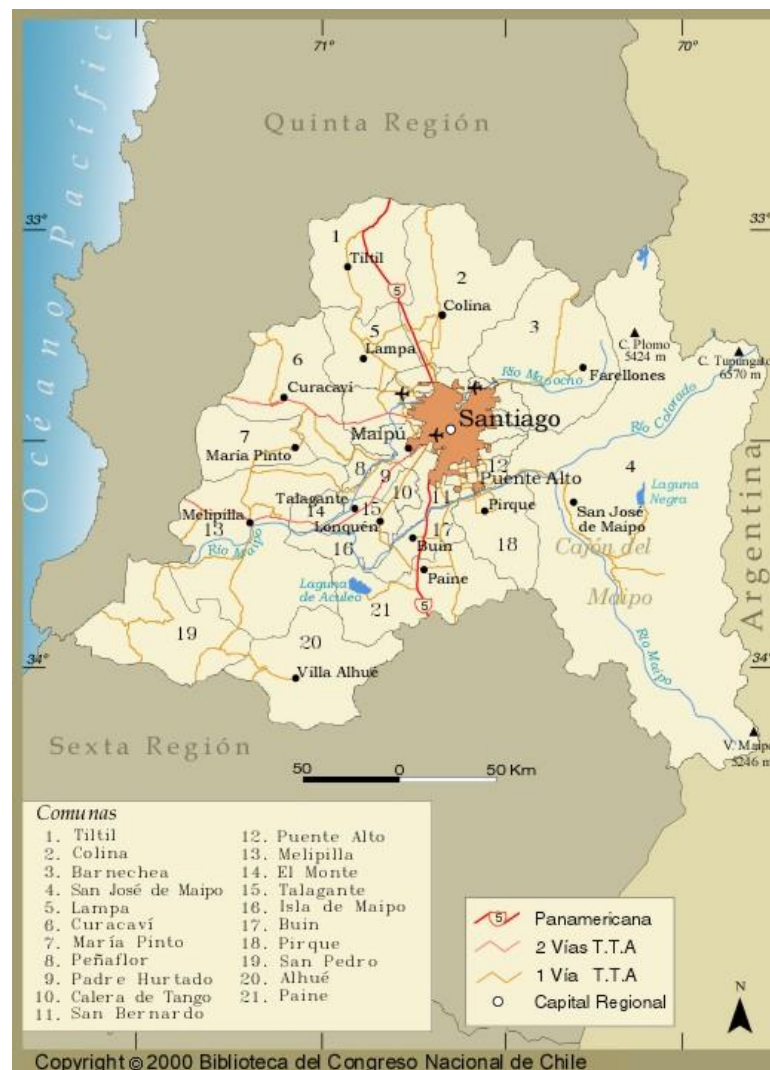 71°
70°
Océano Pacífic
Quinta Región
33°
1
Tiltil
2
5
Colina
3
5
Lampa
C. Plomo
5424 m
C. Tupungato
6570 m
6
Río Mapocho
Farellones
Curacaví
Río Colorado
Santiago
Maipú
7
María Pinto
8
9
10
12
Puente Alto
4
Laguna
Negra
Talagante
14
15
11
Pirque
San José
de Maipo
Melipilla
13
Lonquén
17
Río Maipo
16
Buin
18
Cajón del
Maipo
Paine
Laguna
de Aculeo
21
5
Argentina
19
20
Río Maipo
34°
34°
Villa Alhué
Sexta Región
V. Maipo
5246 m
50 0 50 Km
Comunas
1. Tiltil
2. Colina
3. Barnechea
4. San José de Maipo
5. Lampa
6. Curacaví
7. María Pinto
8. Peñaflor
9. Padre Hurtado
10. Calera de Tango
11. San Bernardo
12. Puente Alto
13. Melipilla
14. El Monte
15. Talagante
16. Isla de Maipo
17. Buin
18. Pirque
19. San Pedro
20. Alhué
21. Paine
5 Panamericana
2 Vías T.T.A
1 Vía T.T.A
Capital Regional
N
Copyright © 2000 Biblioteca del Congreso Nacional de Chile